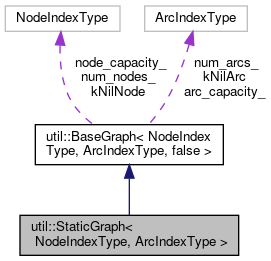 NodeIndexType
ArcIndexType
node_capacity_
num_nodes_
kNilNode
num_arcs_
kNilArc
arc_capacity_
util::BaseGraph< NodeIndex
Type, ArcIndexType, false >
util::StaticGraph<
NodeIndexType, ArcIndexType >